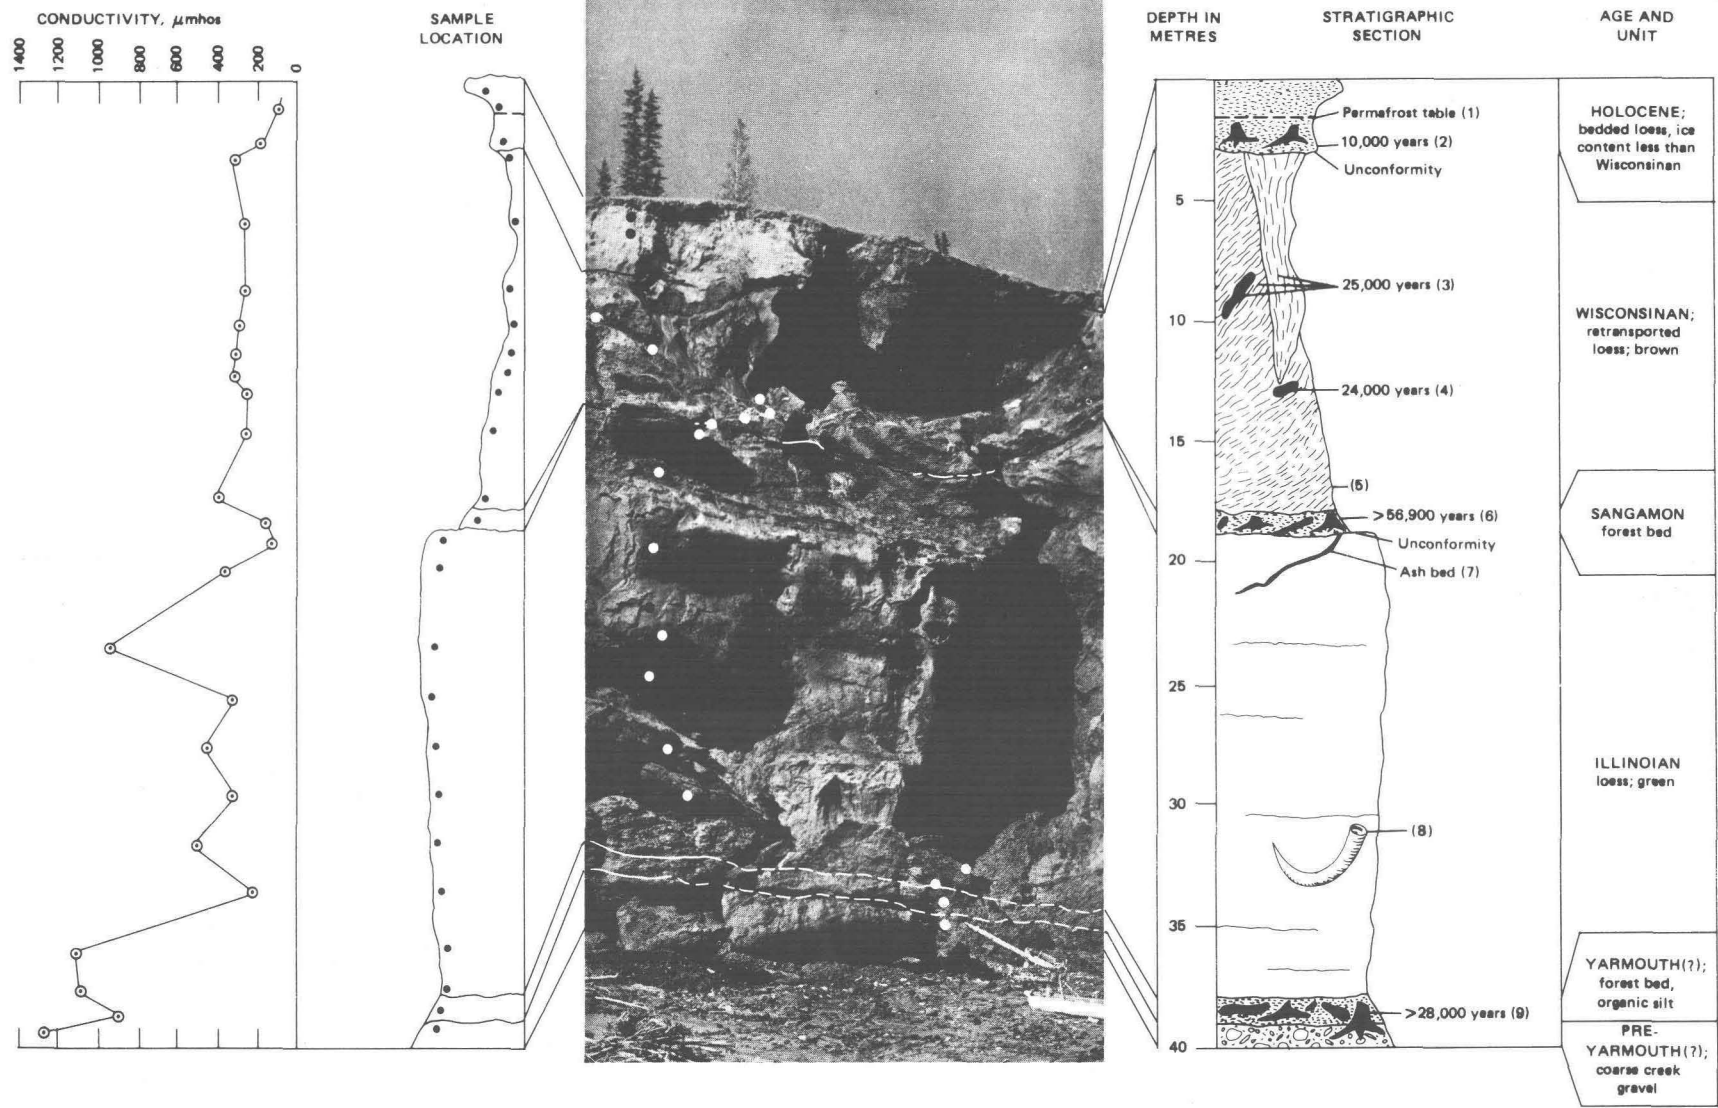 CONDUCTIVITY, µmhos
1400
1200
1000
800
600
400
200
0
SAMPLE
LOCATION
DEPTH IN
METRES
5
10
15
20
25
30
35
40
STRATIGRAPHIC
SECTION
Permafrost table (1)
10,000 years (2)
Unconformity
25,000 years (3)
24,000 years (4)
(5)
>56,900 years (6)
Unconformity
Ash bed (7)
(8)
>28,000 years (9)
AGE AND
UNIT
HOLOCENE;
bedded loess, ice
content less than
Wisconsinan
WISCONSINAN;
retransported
loess; brown
SANGAMON
forest bed
ILLINOIAN
loess; green
YARMOUTH(?);
forest bed,
organic silt
PRE-
YARMOUTH(?);
coarse creek
gravel